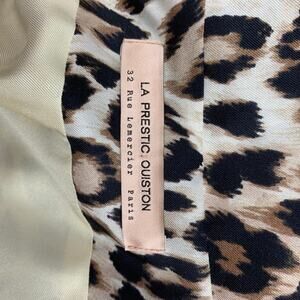 LA PRESTIC OUISTON
32 Rue Lemercier Paris